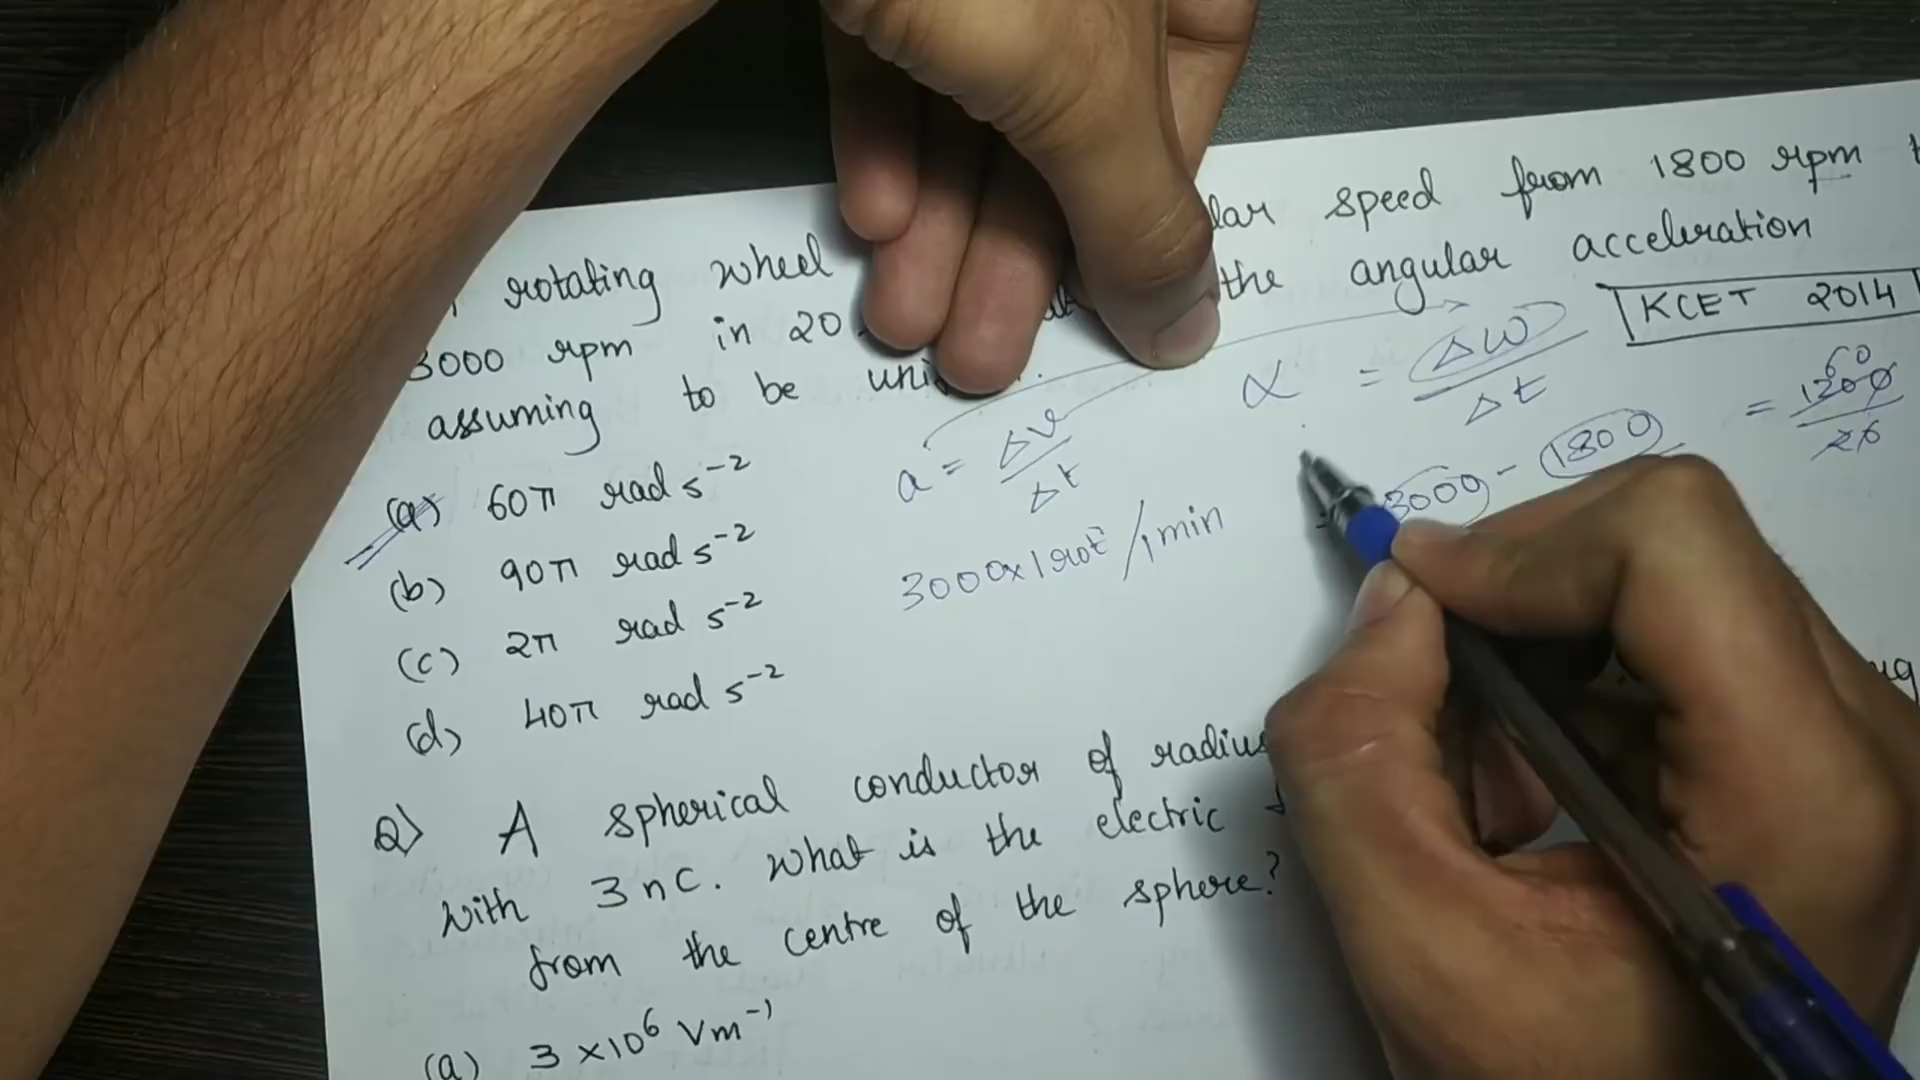 rotating wheel lar speed from 1800 rpm
3000 rpm in 20 the angular acceleration
assuming to be uni
KCET 2014
(a) 60π rad s⁻²
(b) 90π rad s⁻²
(c) 2π rad s⁻²
(d) 40π rad s⁻²
a = Δv/Δt
α = Δω/Δt
3000 - 1800
= 1200/20
60
3000×1 rotⁿ/1 min
Q) A spherical conductor of radius
with 3nC. What is the electric
from the centre of the sphere?
(a) 3×10⁶ Vm⁻¹